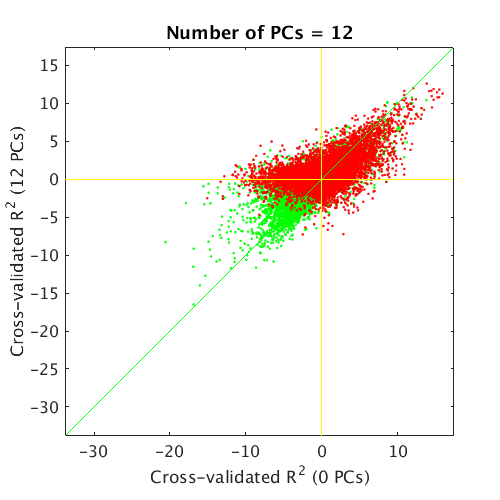 Number of PCs = 12
15
10
5
0
−5
−10
−15
−20
−25
−30
Cross−validated R² (12 PCs)
−30 −20 −10 0 10
Cross−validated R² (0 PCs)